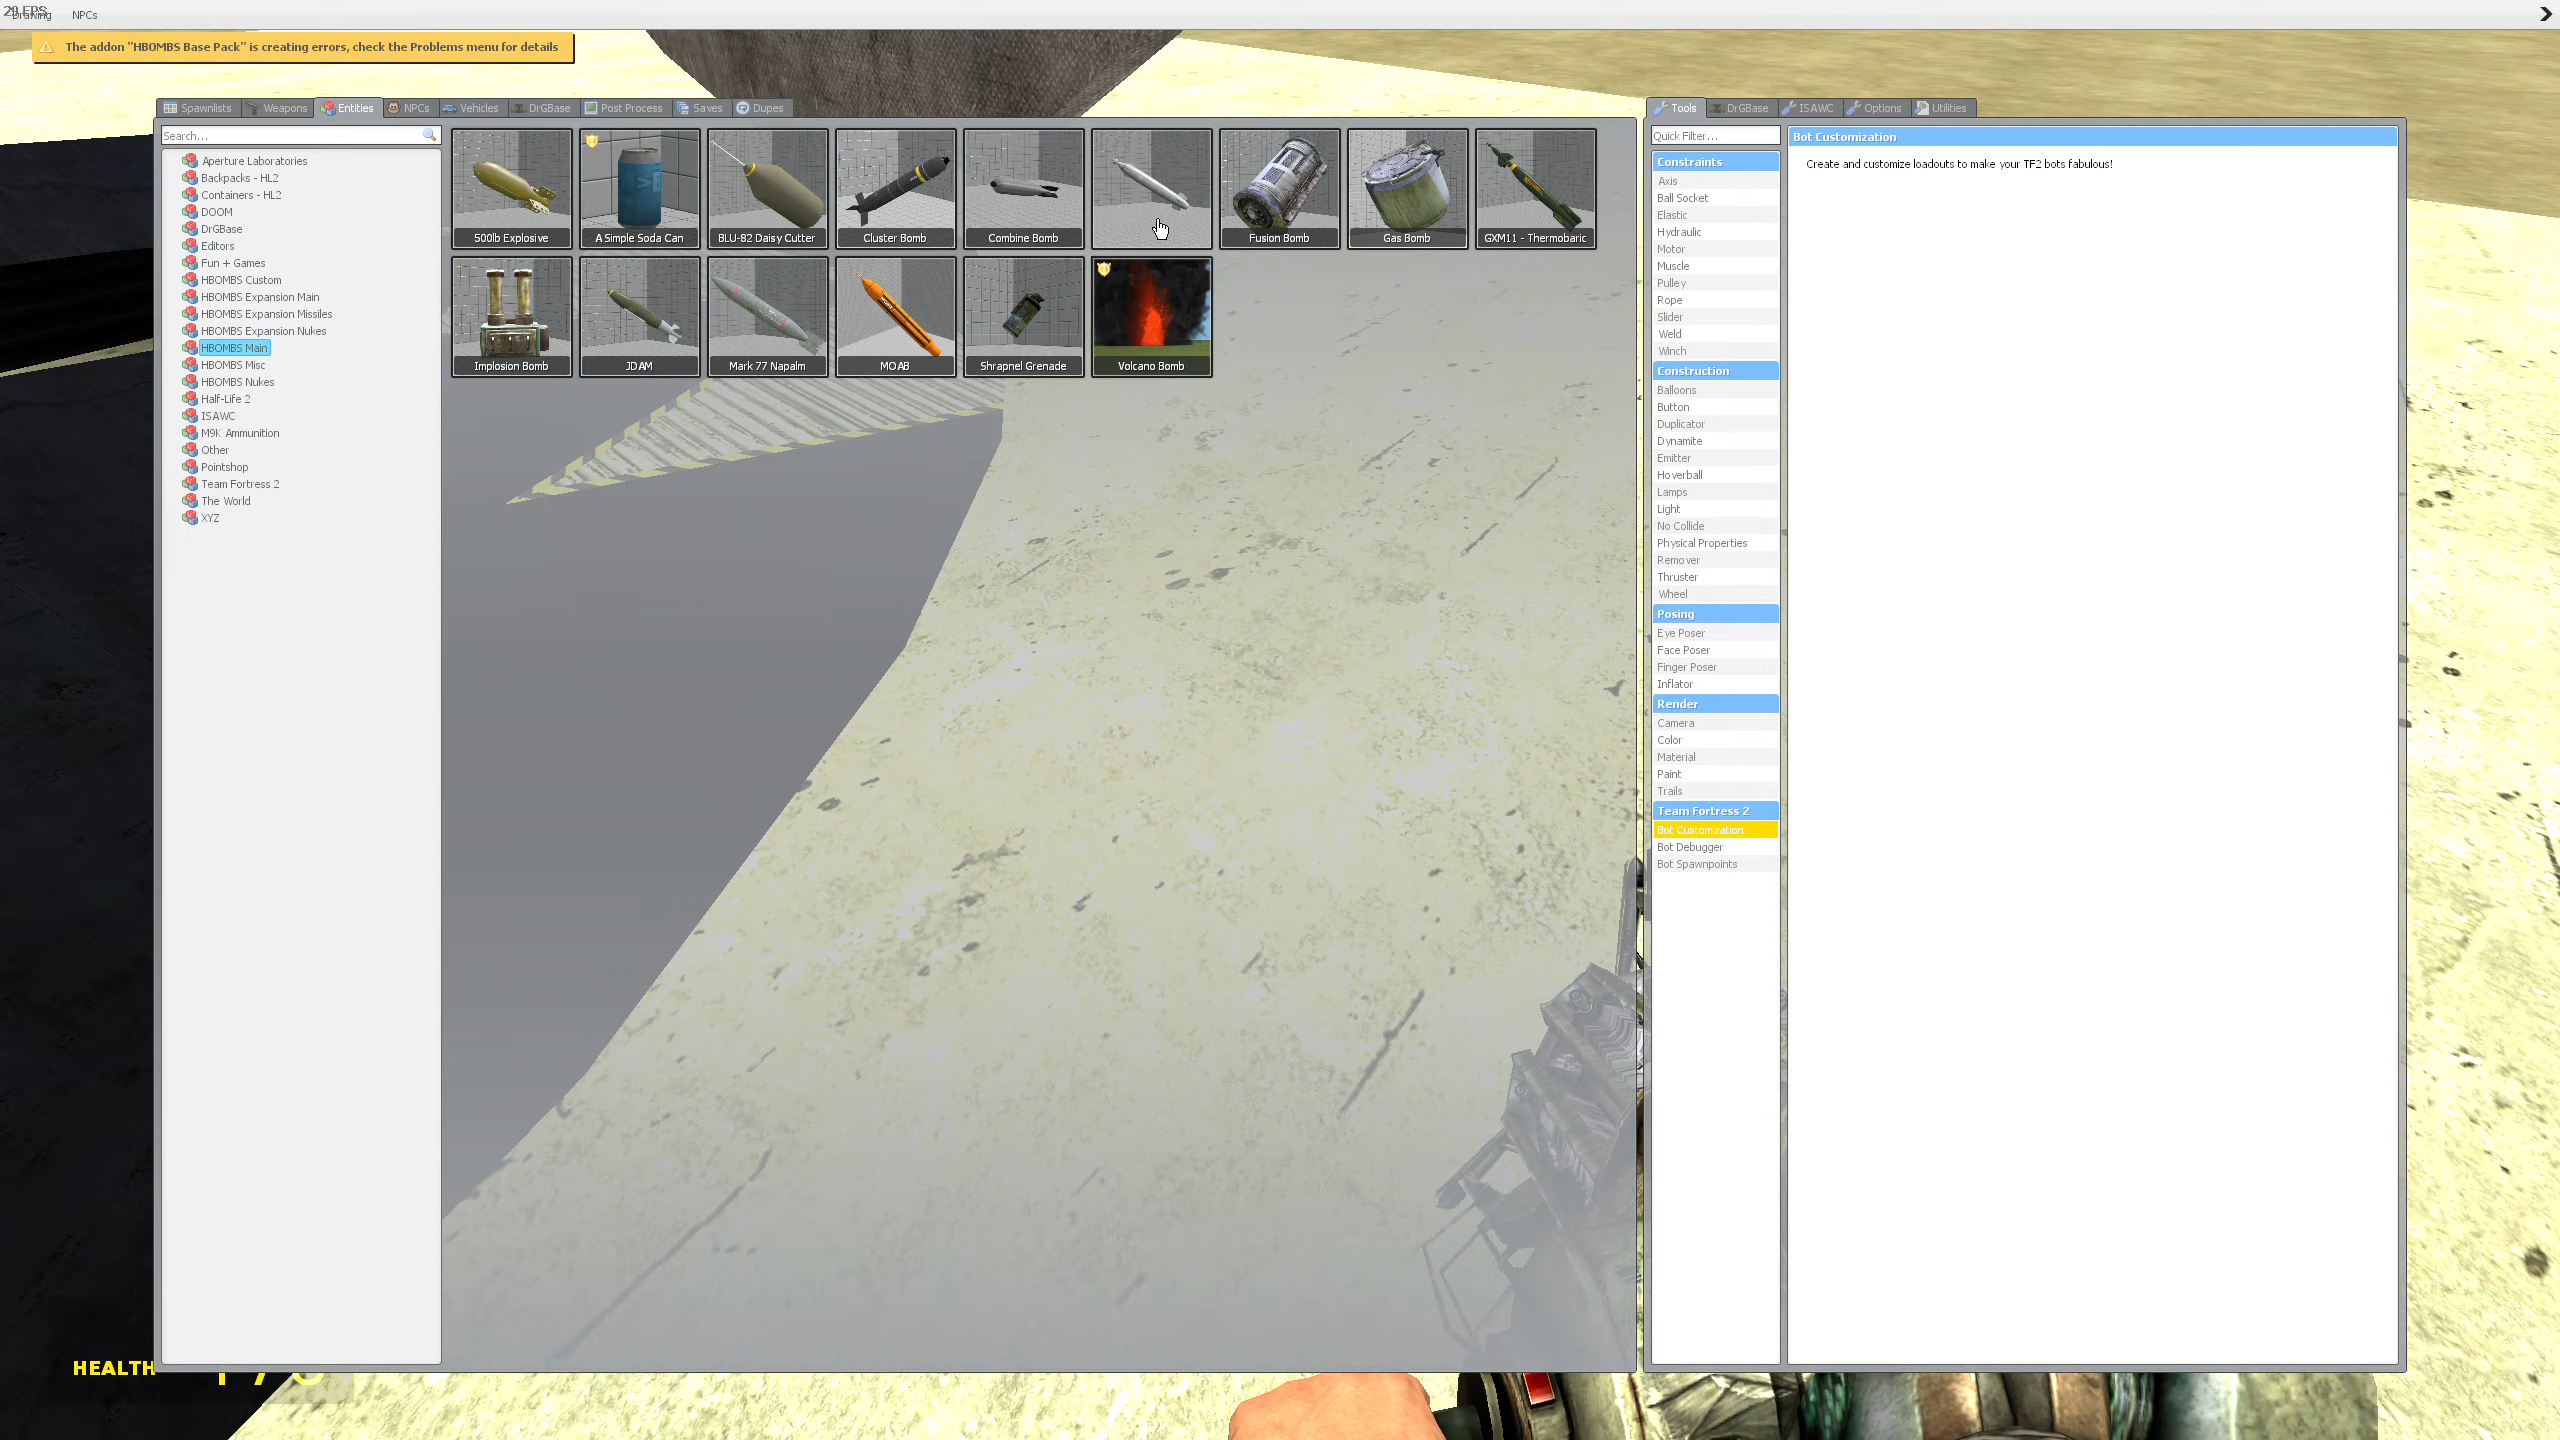 Drawing NPCs
The addon "HBOMBS Base Pack" is creating errors, check the Problems menu for details
Spawnlists Weapons Entities NPCs Vehicles DrGBase Post Process Saves Dupes
Search...
Aperture Laboratories
Backpacks - HL2
Containers - HL2
DOOM
DrGBase
Editors
Fun + Games
HBOMBS Custom
HBOMBS Expansion Main
HBOMBS Expansion Missiles
HBOMBS Expansion Nukes
HBOMBS Main
HBOMBS Misc
HBOMBS Nukes
Half-Life 2
ISAWC
M9K Ammunition
Other
Pointshop
Team Fortress 2
The World
XYZ
500lb Explosive
A Simple Soda Can
BLU-82 Daisy Cutter
Cluster Bomb
Combine Bomb
Fusion Bomb
Gas Bomb
GXM11 - Thermobaric
Implosion Bomb
JDAM
Mark 77 Napalm
MOAB
Shrapnel Grenade
Volcano Bomb
Tools DrGBase ISAWC Options Utilities
Quick Filter...
Constraints
Axis
Ball Socket
Elastic
Hydraulic
Motor
Muscle
Pulley
Rope
Slider
Weld
Winch
Construction
Balloons
Button
Duplicator
Dynamite
Emitter
Hoverball
Lamps
Light
No Collide
Physical Properties
Remover
Thruster
Wheel
Posing
Eye Poser
Face Poser
Finger Poser
Inflator
Render
Camera
Color
Material
Paint
Trails
Team Fortress 2
Bot Customization
Bot Debugger
Bot Spawnpoints
Bot Customization
Create and customize loadouts to make your TF2 bots fabulous!
HEALTH